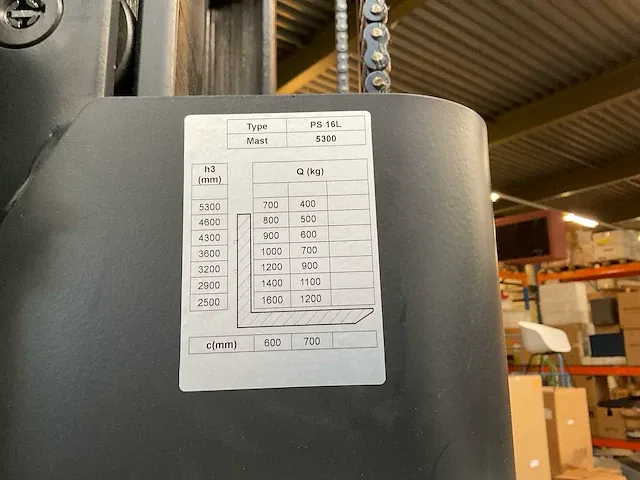 Type PS 16L
Mast 5300
h3 (mm) Q (kg)
5300 700 400
4600 800 500
4300 900 600
3600 1000 700
3200 1200 900
2900 1400 1100
2500 1600 1200
c(mm) 600 700